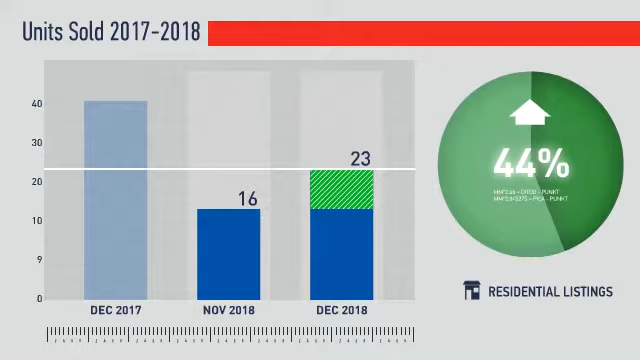 Units Sold 2017-2018
40
30
20
10
9
0
16
23
DEC 2017
NOV 2018
DEC 2018
44%
RESIDENTIAL LISTINGS